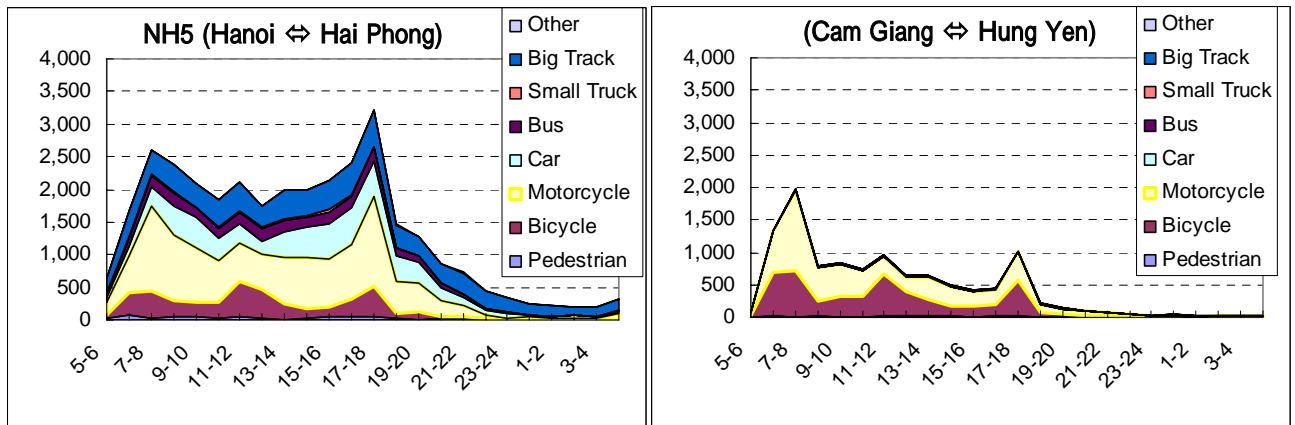 NH5 (Hanoi ⇔ Hai Phong)
4,000
3,500
3,000
2,500
2,000
1,500
1,000
500
0
5-6
7-8
9-10
11-12
13-14
15-16
17-18
19-20
21-22
23-24
1-2
3-4
Other
Big Track
Small Truck
Bus
Car
Motorcycle
Bicycle
Pedestrian
(Cam Giang ⇔ Hung Yen)
4,000
3,500
3,000
2,500
2,000
1,500
1,000
500
0
5-6
7-8
9-10
11-12
13-14
15-16
17-18
19-20
21-22
23-24
1-2
3-4
Other
Big Track
Small Truck
Bus
Car
Motorcycle
Bicycle
Pedestrian